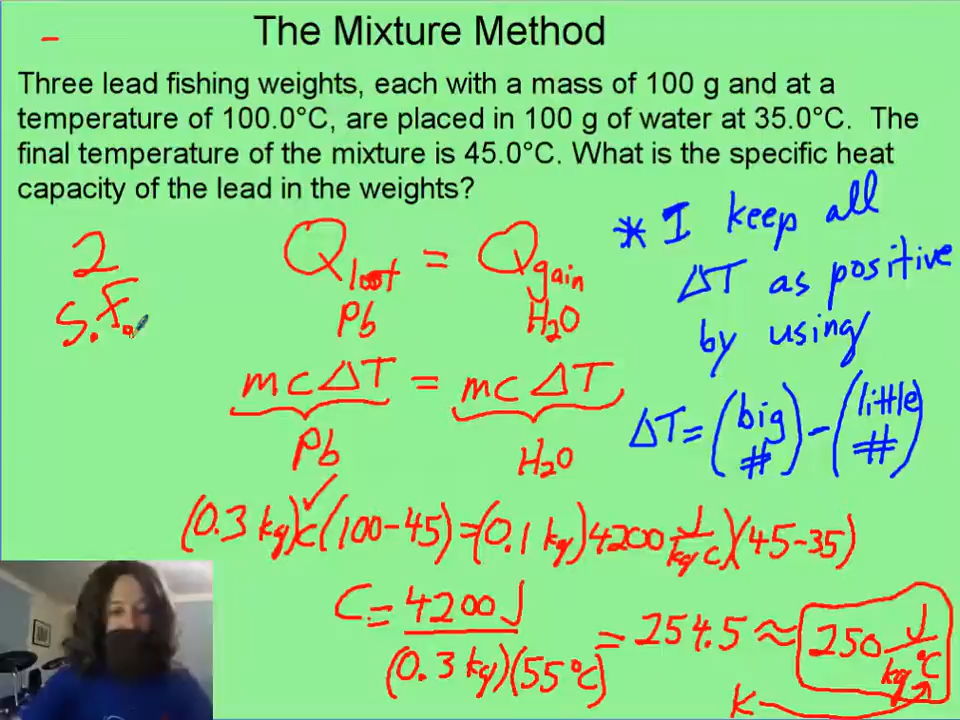 The Mixture Method
Three lead fishing weights, each with a mass of 100 g and at a
temperature of 100.0°C, are placed in 100 g of water at 35.0°C. The
final temperature of the mixture is 45.0°C. What is the specific heat
capacity of the lead in the weights?
2
s.f.
Q lost = Q gain
Pb H₂O
mcΔT = mcΔT
Pb H₂O
* I keep all
ΔT as positive
by using
ΔT = (big #) - (little #)
(0.3 kg)c(100-45)=(0.1 kg)4200 J/kg C)(45-35)
C = 4200 J / (0.3 kg)(55°C) = 254.5 ≈ 250 J/kg °C
K